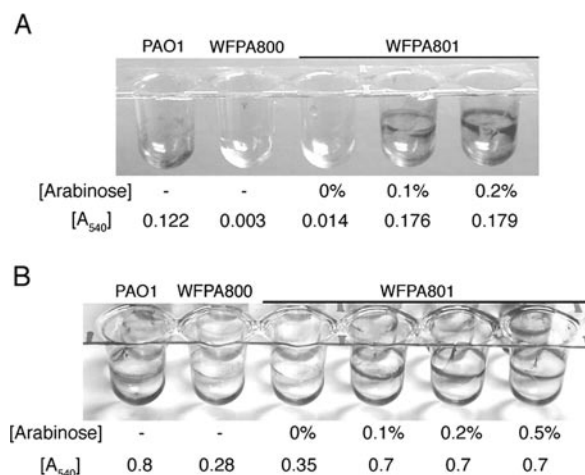 A
PAO1 WFPA800 WFPA801
[Arabinose] - - 0% 0.1% 0.2%
[A540] 0.122 0.003 0.014 0.176 0.179
B
PAO1 WFPA800 WFPA801
[Arabinose] - - 0% 0.1% 0.2% 0.5%
[A540] 0.8 0.28 0.35 0.7 0.7 0.7